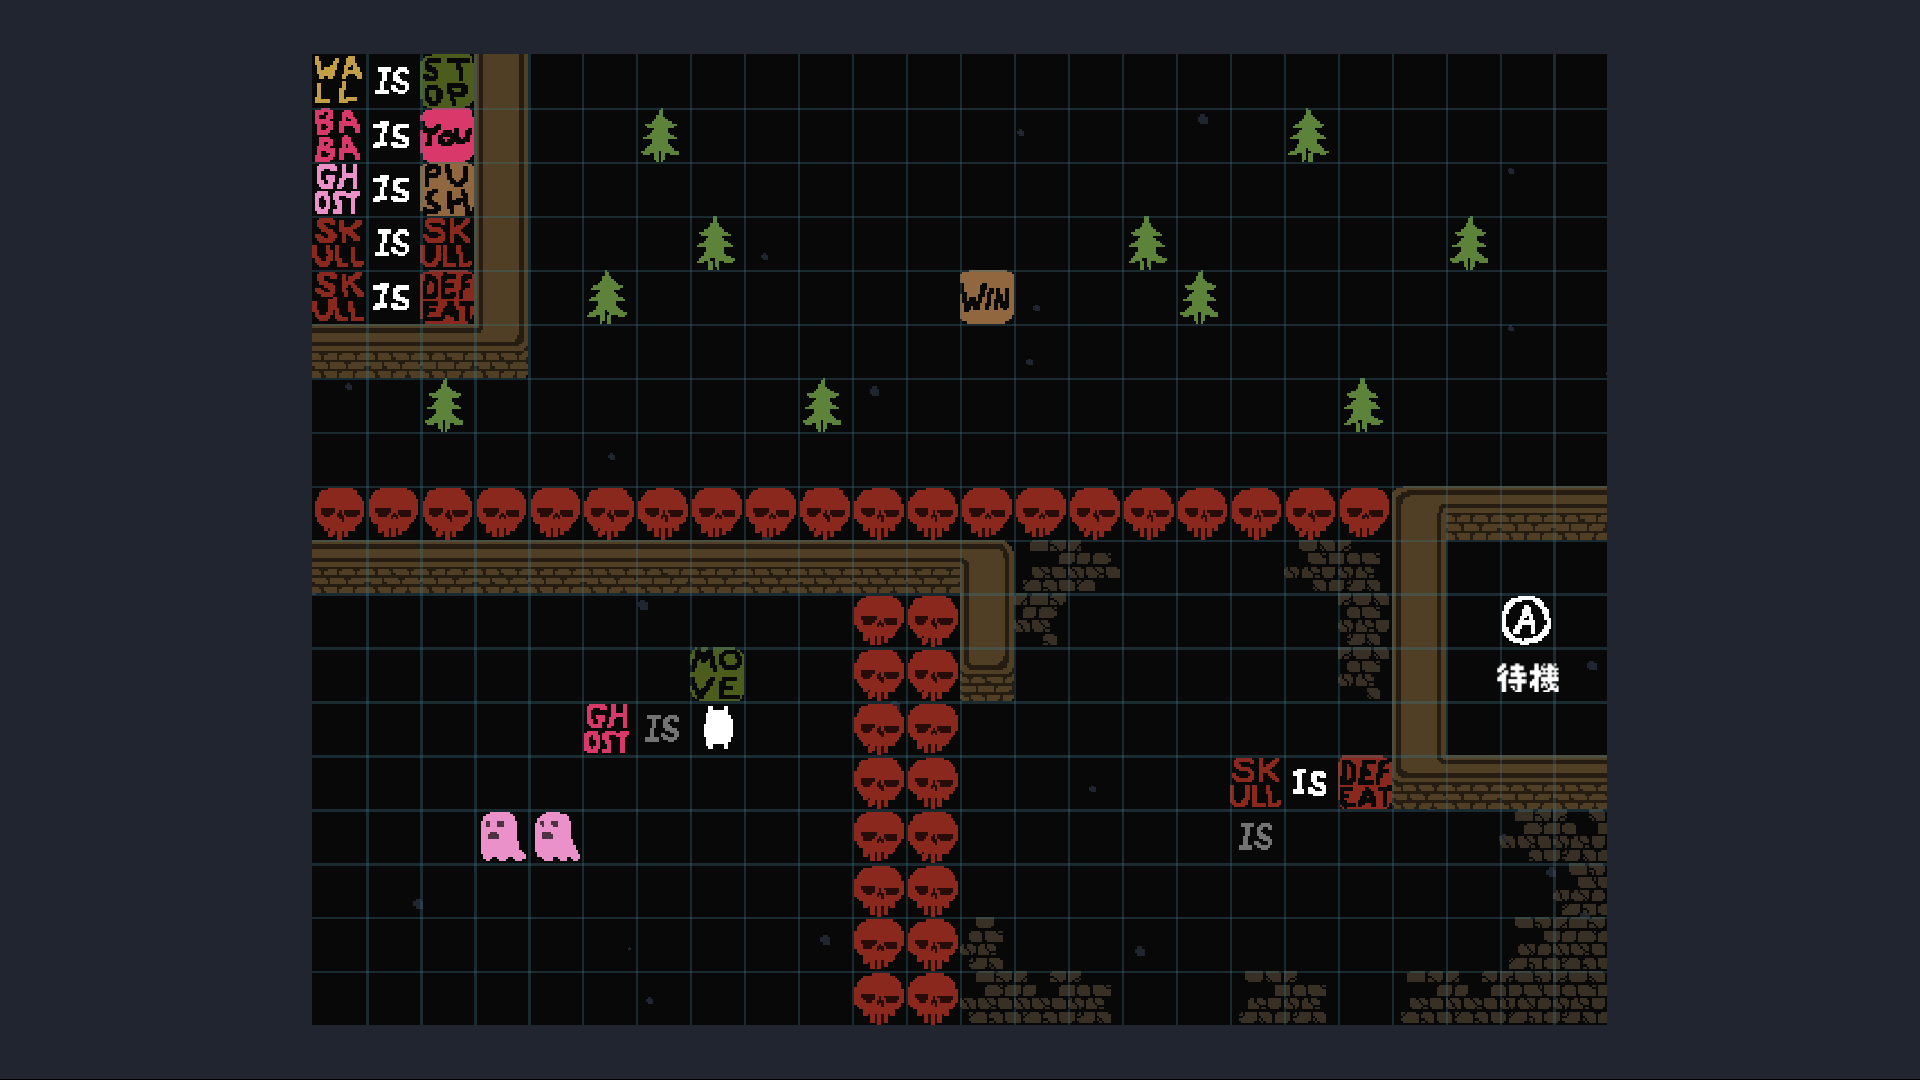 WALL IS STOP
BABA IS YOU
GHOST IS PUSH
SKULL IS SKULL
SKULL IS DEFEAT
WIN
A
MOVE
待機
GHOST IS
SKULL IS DEFEAT
IS